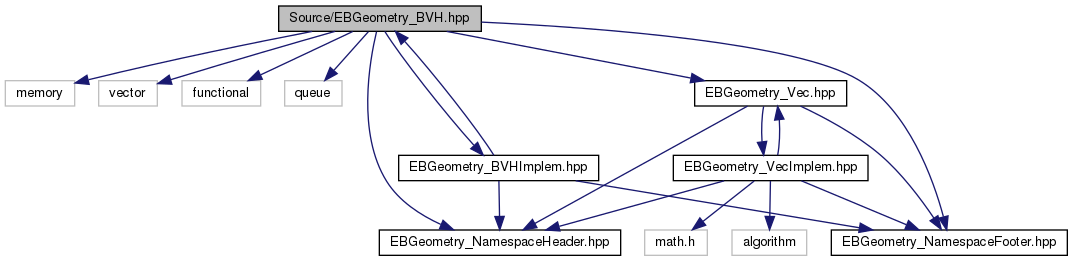 Source/EBGeometry_BVH.hpp
memory
vector
functional
queue
EBGeometry_Vec.hpp
EBGeometry_BVHImplem.hpp
EBGeometry_VecImplem.hpp
EBGeometry_NamespaceHeader.hpp
math.h
algorithm
EBGeometry_NamespaceFooter.hpp